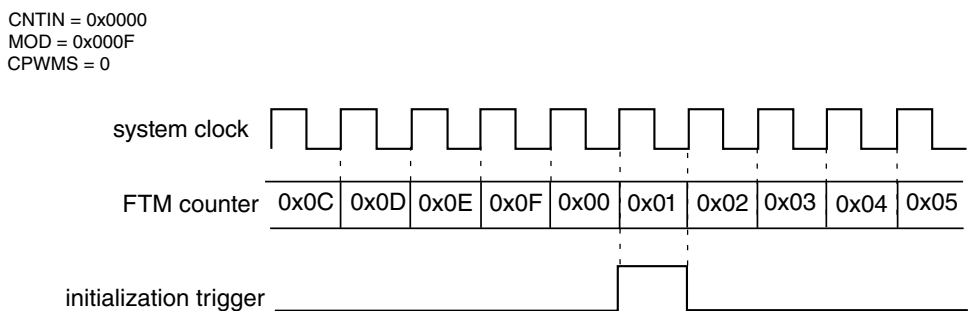 CNTIN = 0x0000
MOD = 0x000F
CPWMS = 0
system clock
FTM counter 0x0C 0x0D 0x0E 0x0F 0x00 0x01 0x02 0x03 0x04 0x05
initialization trigger